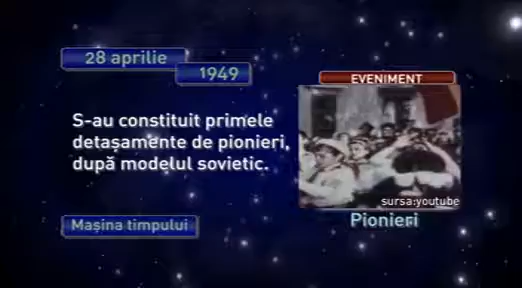 28 aprilie
1949
EVENIMENT
S-au constituit primele
detașamente de pionieri,
după modelul sovietic.
sursa:youtube
Pionieri
Mașina timpului